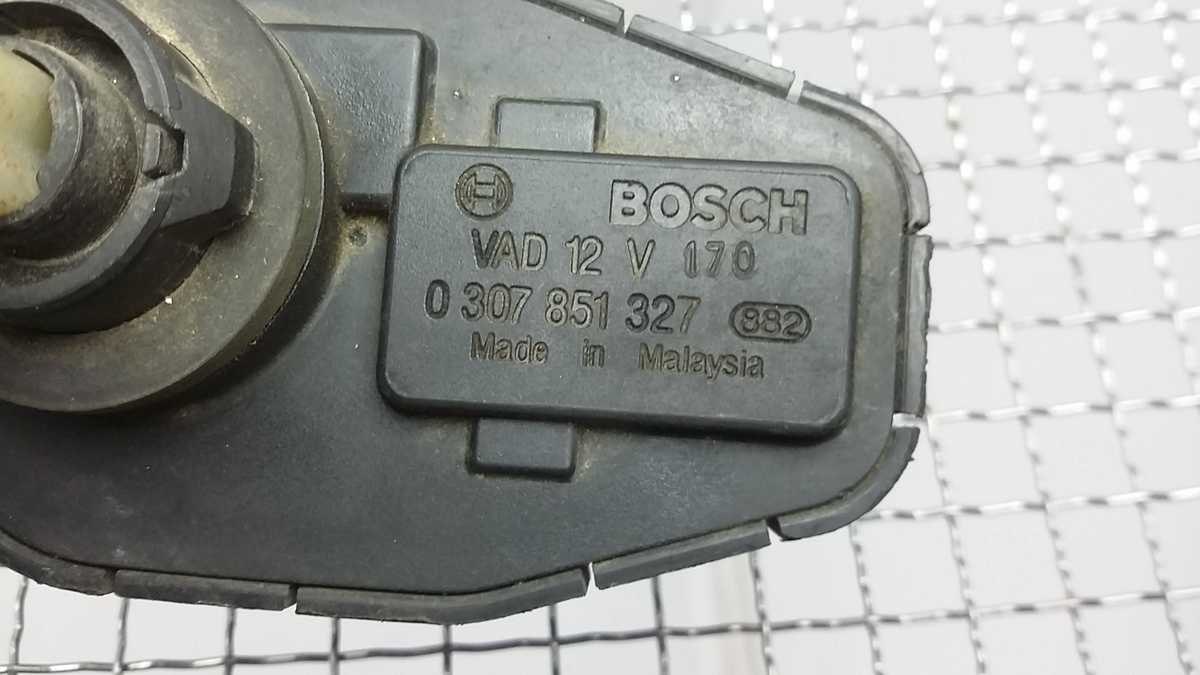 BOSCH
VAD 12 V 170
0 307 851 327 882
Made in Malaysia